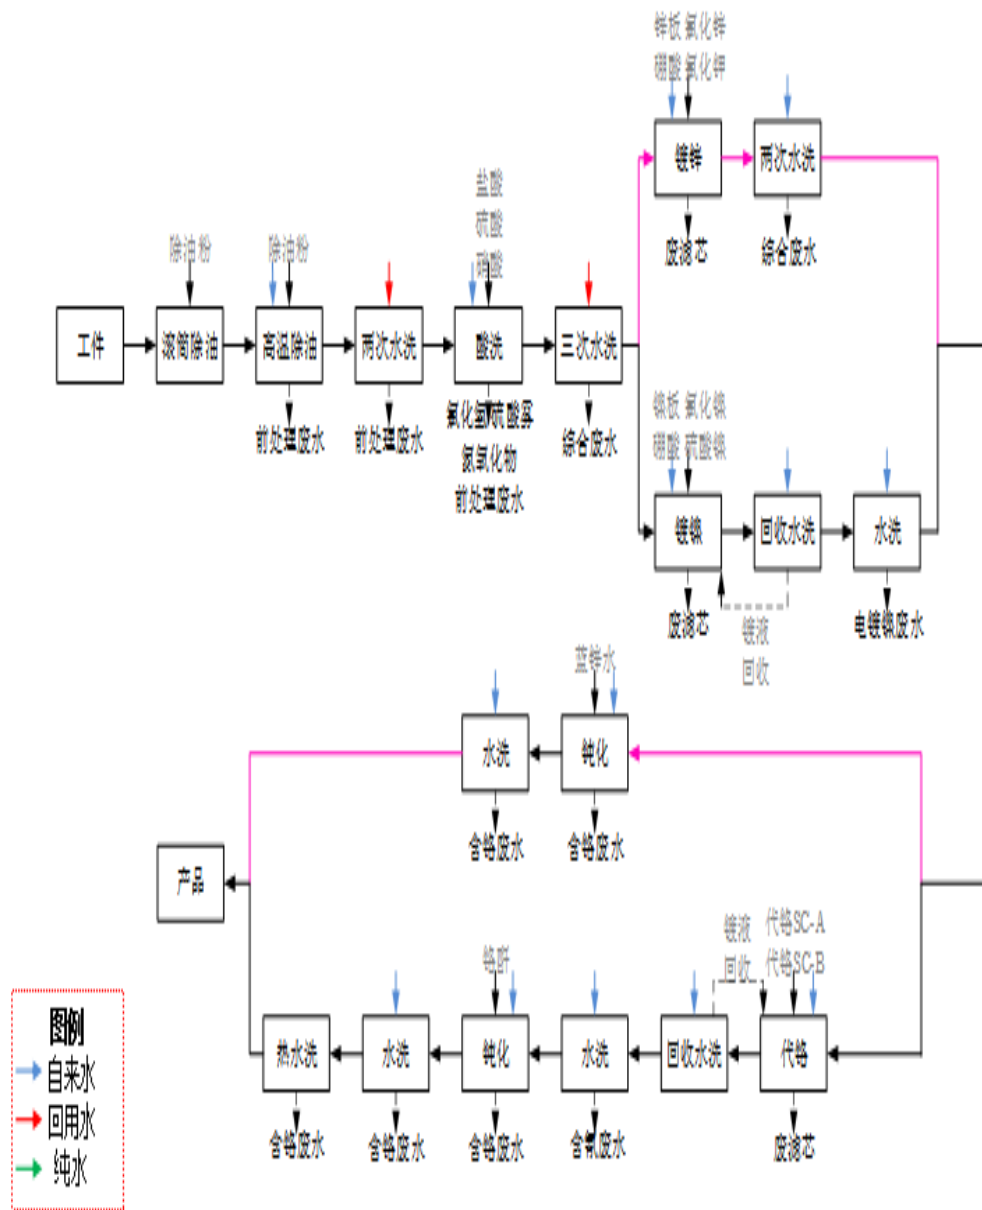 锌板 氯化锌
硼酸 氯化钾
镀锌
两次水洗
废滤芯
综合废水
盐酸
硫酸
硝酸
除油粉
除油粉
工件
滚筒除油
高温除油
两次水洗
酸洗
三次水洗
前处理废水
前处理废水
氯化氢 硫酸雾
氮氧化物
前处理废水
综合废水
镍板 氯化镍
硼酸 硫酸镍
镀镍
回收水洗
水洗
废滤芯
镀液
回收
电镀镍废水
蓝锌水
水洗
钝化
含铬废水
含铬废水
产品
镀液
回收
代铬SC-A
代铬SC-B
铬酐
热水洗
水洗
钝化
水洗
回收水洗
代铬
含铬废水
含铬废水
含铬废水
含氰废水
废滤芯
图例
自来水
回用水
纯水